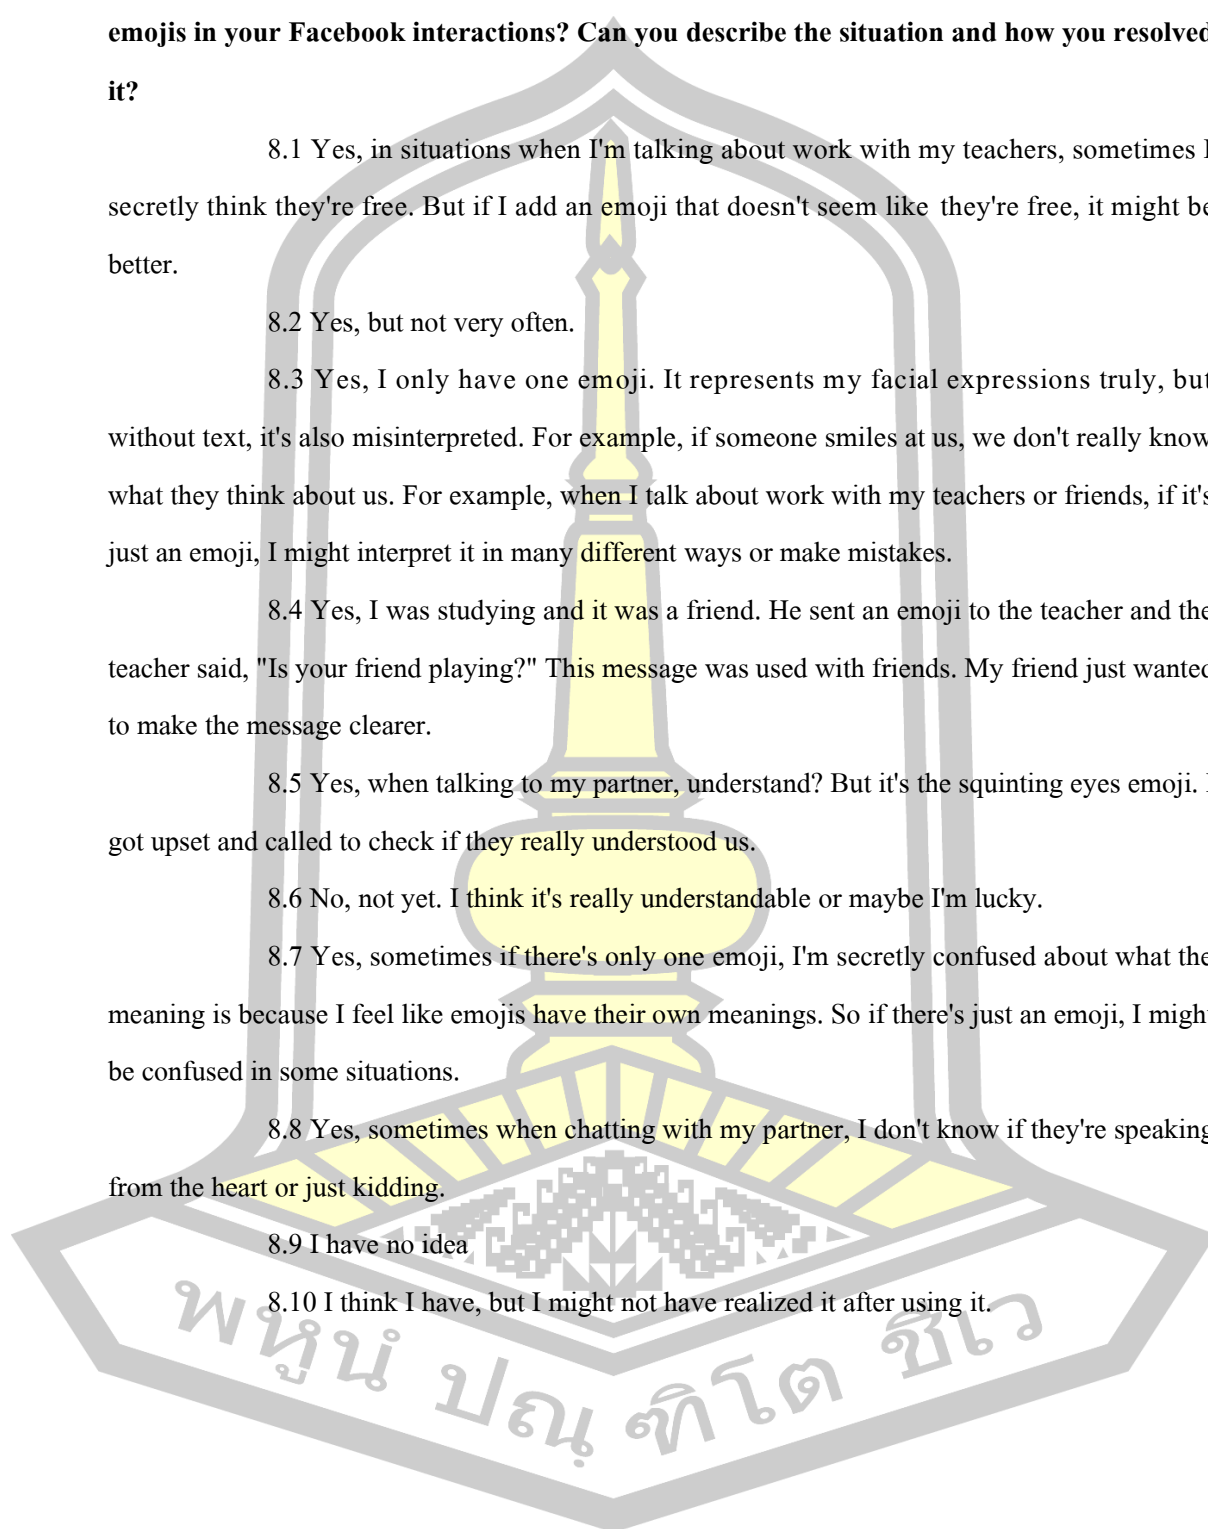 emojis in your Facebook interactions? Can you describe the situation and how you resolved
it?
8.1 Yes, in situations when I'm talking about work with my teachers, sometimes I
secretly think they're free. But if I add an emoji that doesn't seem like they're free, it might be
better.
8.2 Yes, but not very often.
8.3 Yes, I only have one emoji. It represents my facial expressions truly, but
without text, it's also misinterpreted. For example, if someone smiles at us, we don't really know
what they think about us. For example, when I talk about work with my teachers or friends, if it's
just an emoji, I might interpret it in many different ways or make mistakes.
8.4 Yes, I was studying and it was a friend. He sent an emoji to the teacher and the
teacher said, "Is your friend playing?" This message was used with friends. My friend just wanted
to make the message clearer.
8.5 Yes, when talking to my partner, understand? But it's the squinting eyes emoji. I
got upset and called to check if they really understood us.
8.6 No, not yet. I think it's really understandable or maybe I'm lucky.
8.7 Yes, sometimes if there's only one emoji, I'm secretly confused about what the
meaning is because I feel like emojis have their own meanings. So if there's just an emoji, I might
be confused in some situations.
8.8 Yes, sometimes when chatting with my partner, I don't know if they're speaking
from the heart or just kidding.
8.9 I have no idea
8.10 I think I have, but I might not have realized it after using it.
พหูนํ ปณฺฑิโต ชีเว